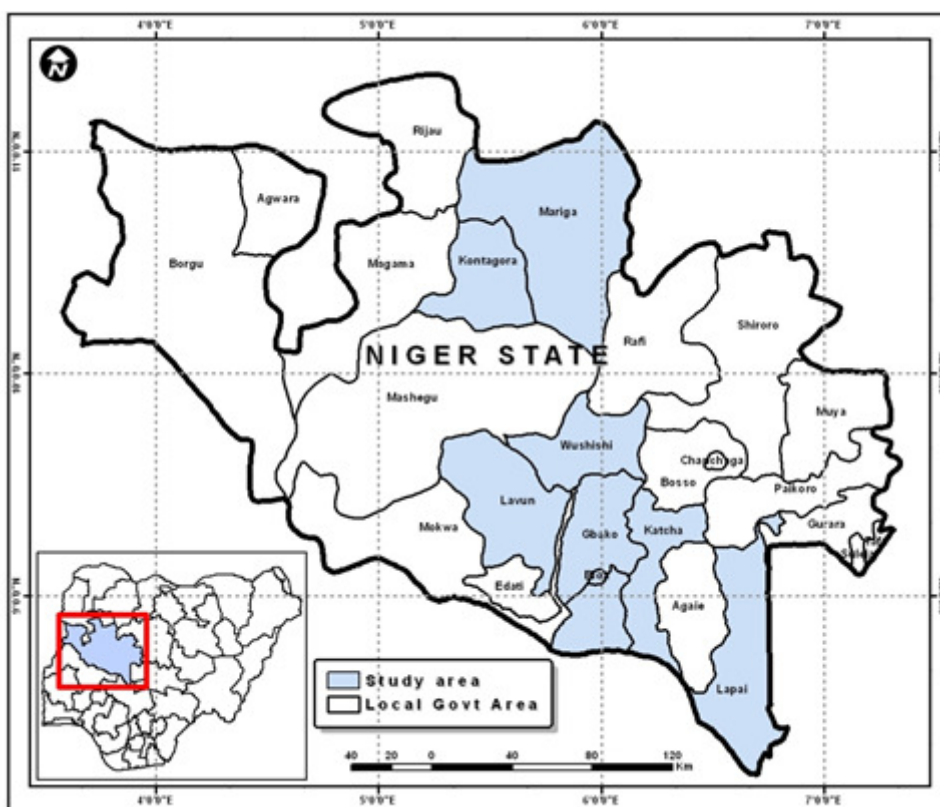 4°0'0"E 5°0'0"E 6°0'0"E 7°0'0"E
N
Rijau
Agwara
Mariga
Borgu
Magama
Kontagora
Shiroro
Rafi
NIGER STATE
Mashegu
Muya
Wushishi
Chanchaga
Bosso
Paikoro
Lavun
Mokwa
Gbako
Katcha
Gurara
Edati
Agaie
Lapai
Study area
Local Govt Area
40 20 0 40 80 120
Km
4°0'0"E 5°0'0"E 6°0'0"E 7°0'0"E